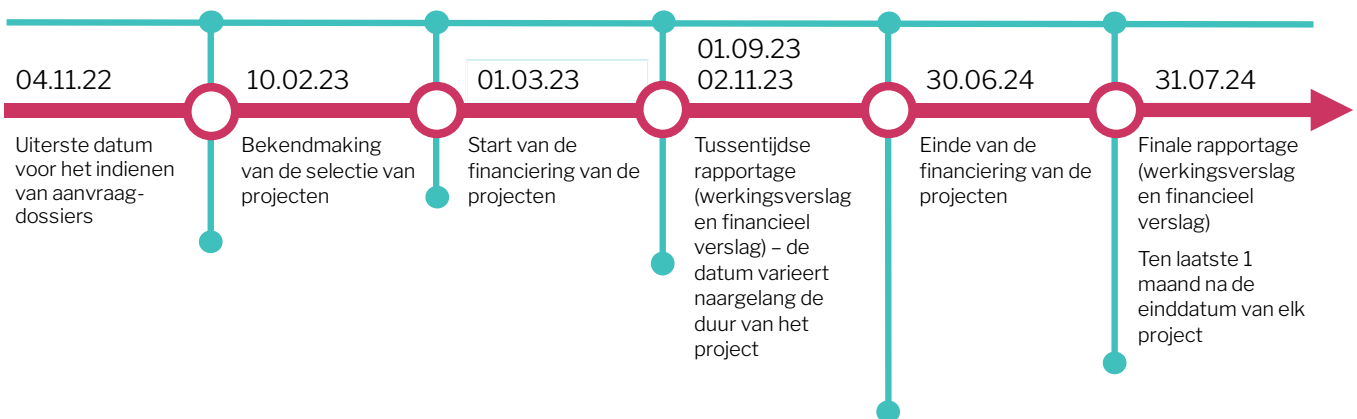 04.11.22
Uiterste datum
voor het indienen
van aanvraag-
dossiers
10.02.23
Bekendmaking
van de selectie van
projecten
01.03.23
Start van de
financiering van de
projecten
01.09.23
02.11.23
Tussentijdse
rapportage
(werkingsverslag
en financieel
verslag) – de
datum varieert
naargelang de
duur van het
project
30.06.24
Einde van de
financiering van de
projecten
31.07.24
Finale rapportage
(werkingsverslag
en financieel
verslag)
Ten laatste 1
maand na de
einddatum van elk
project